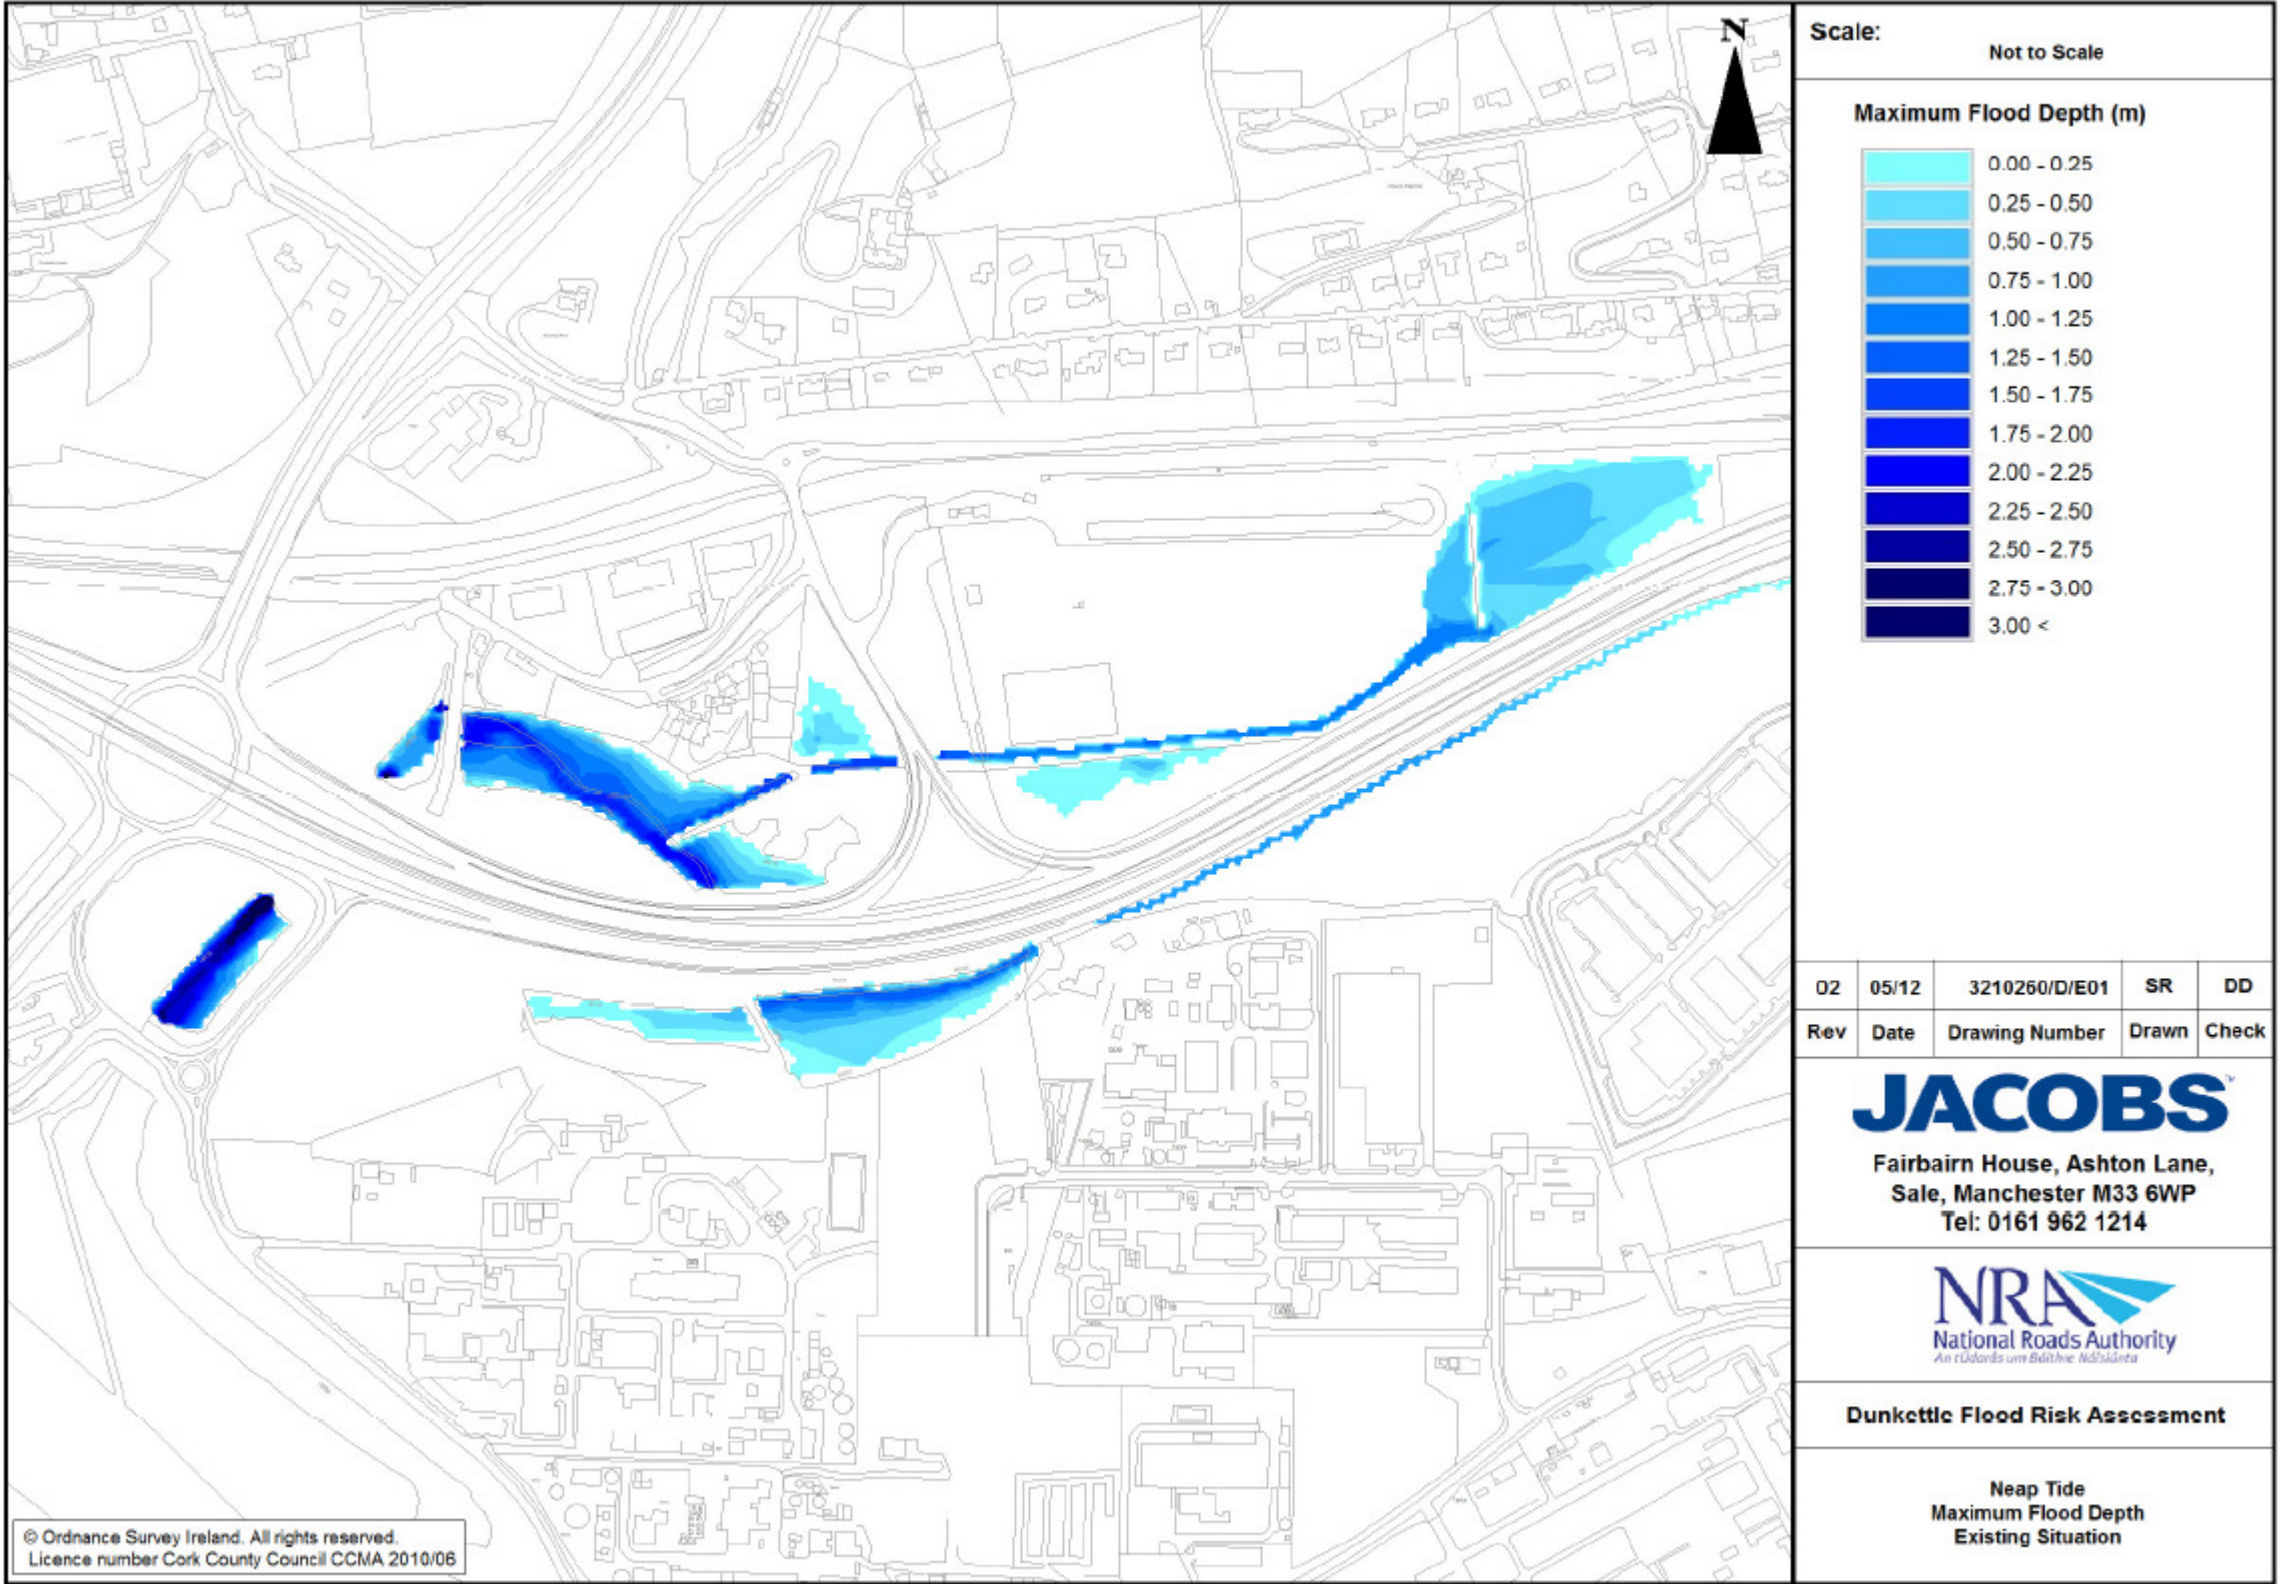 N
Scale:
Not to Scale
Maximum Flood Depth (m)
0.00 - 0.25
0.25 - 0.50
0.50 - 0.75
0.75 - 1.00
1.00 - 1.25
1.25 - 1.50
1.50 - 1.75
1.75 - 2.00
2.00 - 2.25
2.25 - 2.50
2.50 - 2.75
2.75 - 3.00
3.00 <
02 05/12 3210260/D/E01 SR DD
Rev Date Drawing Number Drawn Check
JACOBS
Fairbairn House, Ashton Lane,
Sale, Manchester M33 6WP
Tel: 0161 962 1214
NRA
National Roads Authority
An tÚdarás um Bóithre Náisiúnta
Dunkettle Flood Risk Assessment
Neap Tide
Maximum Flood Depth
Existing Situation
© Ordnance Survey Ireland. All rights reserved.
Licence number Cork County Council CCMA 2010/06